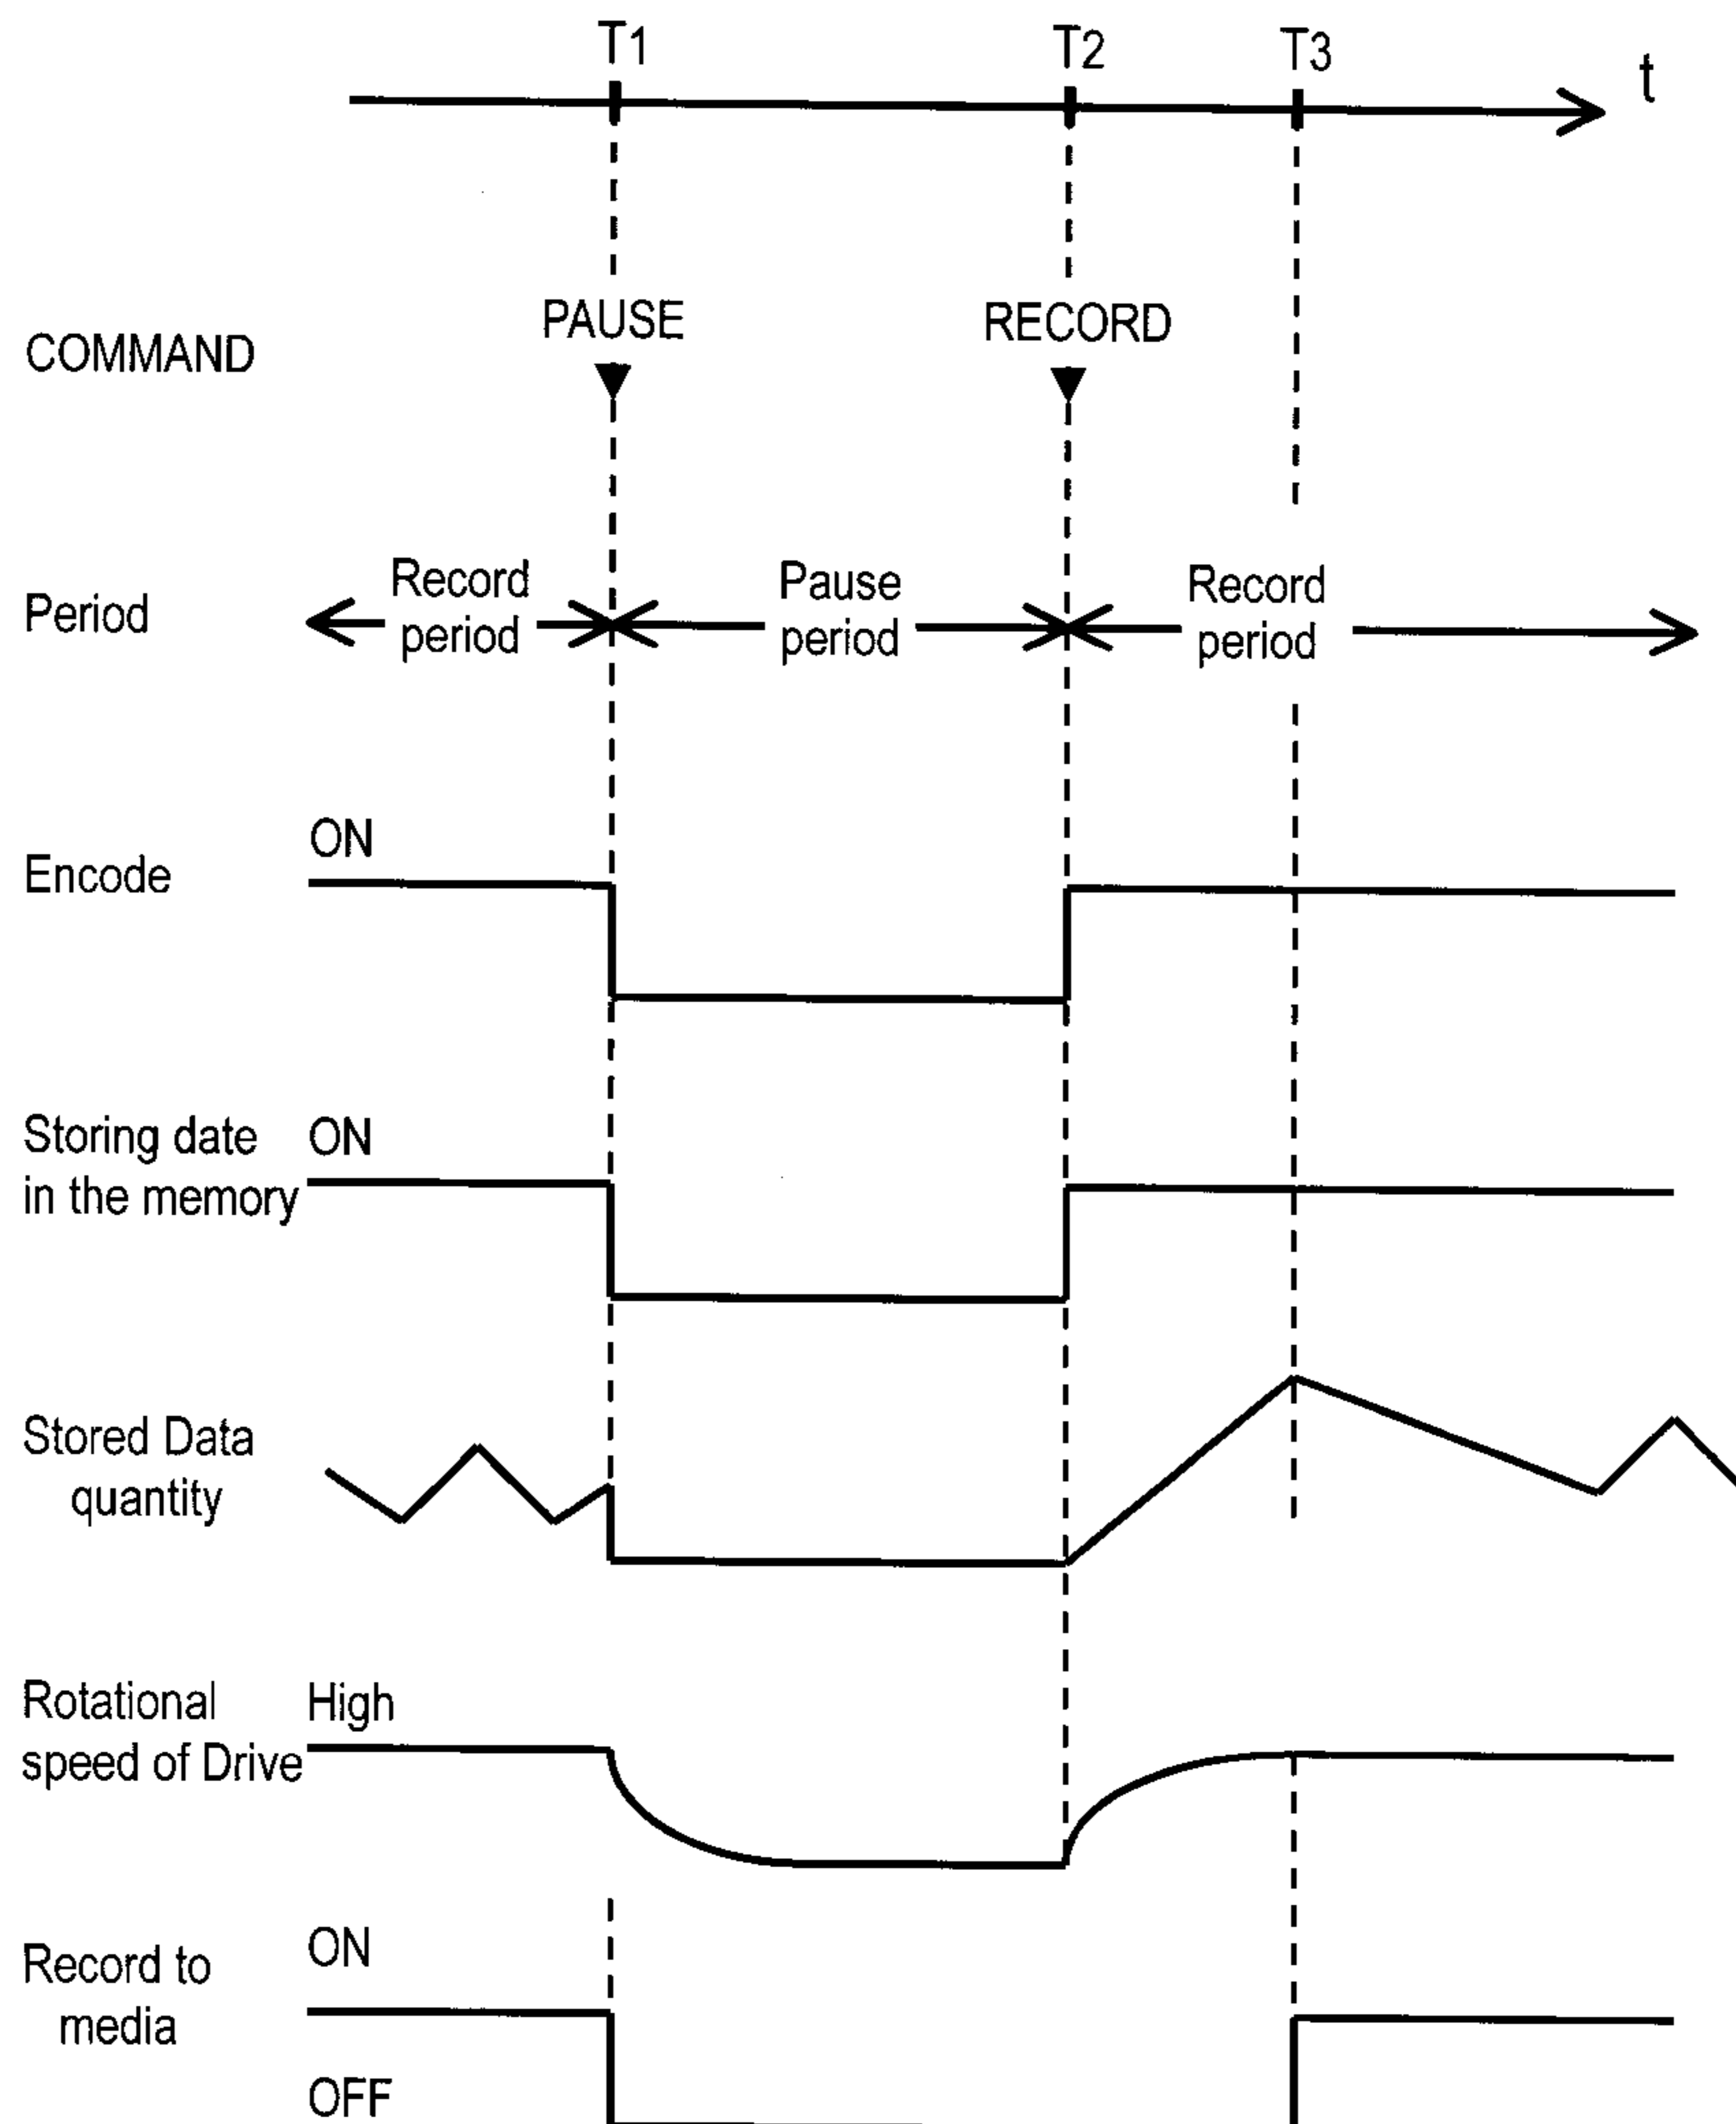 T1
T2
T3
t
PAUSE
RECORD
COMMAND
Period
Record
period
Pause
period
Record
period
ON
Encode
Storing date
in the memory
ON
Stored Data
quantity
Rotational
speed of Drive
High
Record to
media
ON
OFF